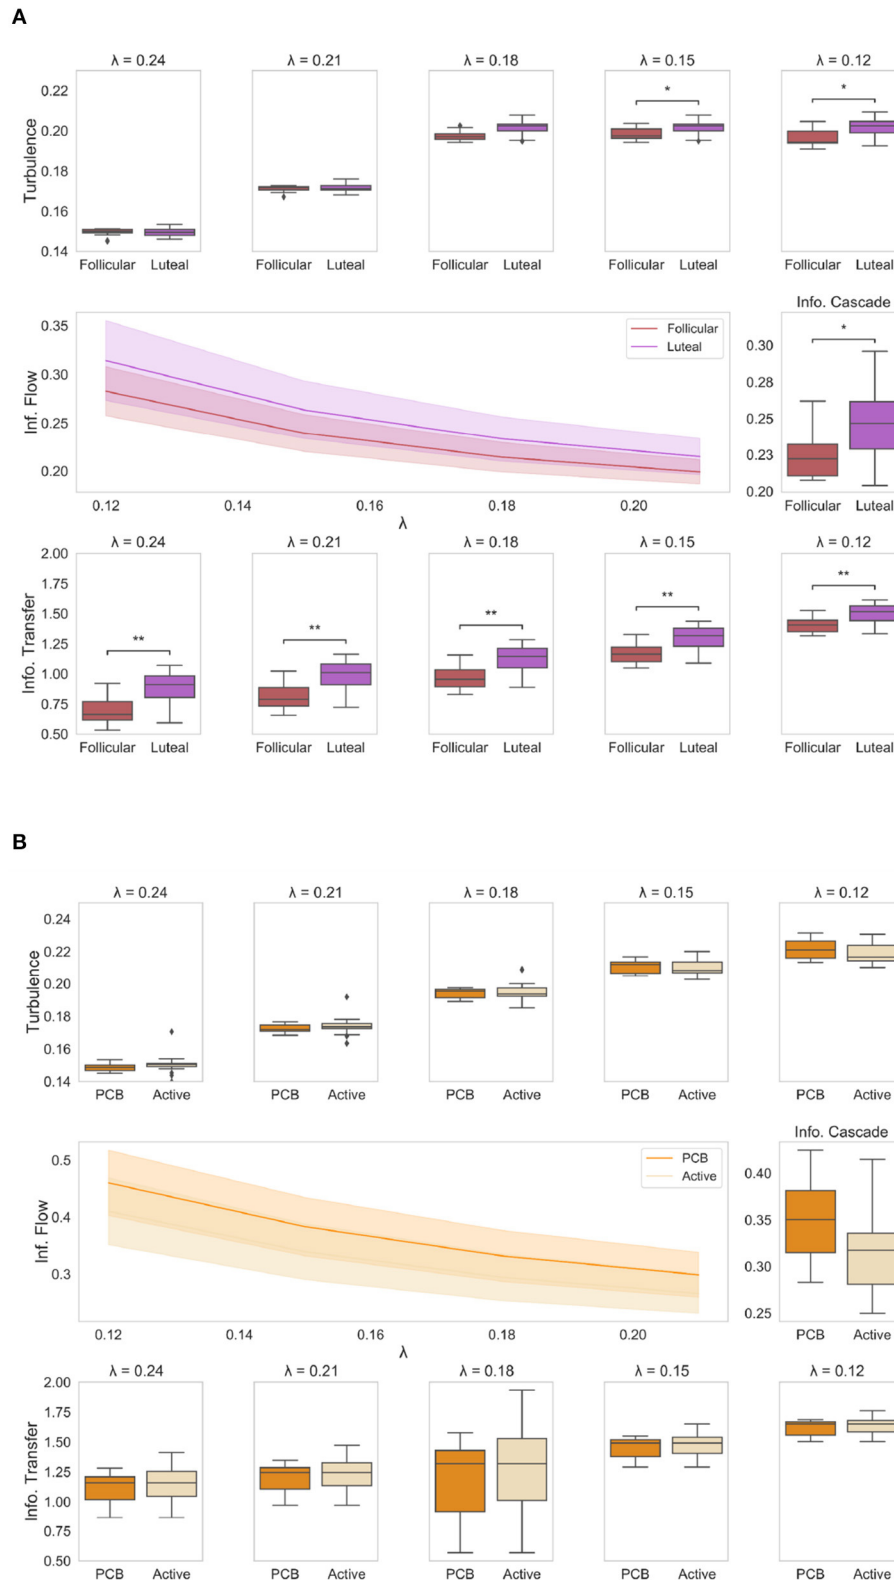 A
λ = 0.24 λ = 0.21 λ = 0.18 λ = 0.15 λ = 0.12
Turbulence
0.22
0.20
0.18
0.16
0.14
* *
Follicular Luteal Follicular Luteal Follicular Luteal Follicular Luteal Follicular Luteal
Inf. Flow
0.35
0.30
0.25
0.20
Follicular
Luteal
0.12 0.14 0.16 0.18 0.20
λ
Info. Cascade
0.30
0.28
0.25
0.23
0.20
*
Follicular Luteal
λ = 0.24 λ = 0.21 λ = 0.18 λ = 0.15 λ = 0.12
Info. Transfer
2.00
1.75
1.50
1.25
1.00
0.75
0.50
** ** ** ** **
Follicular Luteal Follicular Luteal Follicular Luteal Follicular Luteal Follicular Luteal
B
λ = 0.24 λ = 0.21 λ = 0.18 λ = 0.15 λ = 0.12
Turbulence
0.24
0.22
0.20
0.18
0.16
0.14
PCB Active PCB Active PCB Active PCB Active PCB Active
Inf. Flow
0.5
0.4
0.3
PCB
Active
0.12 0.14 0.16 0.18 0.20
λ
Info. Cascade
0.40
0.35
0.30
0.25
PCB Active
λ = 0.24 λ = 0.21 λ = 0.18 λ = 0.15 λ = 0.12
Info. Transfer
2.00
1.75
1.50
1.25
1.00
0.75
0.50
PCB Active PCB Active PCB Active PCB Active PCB Active